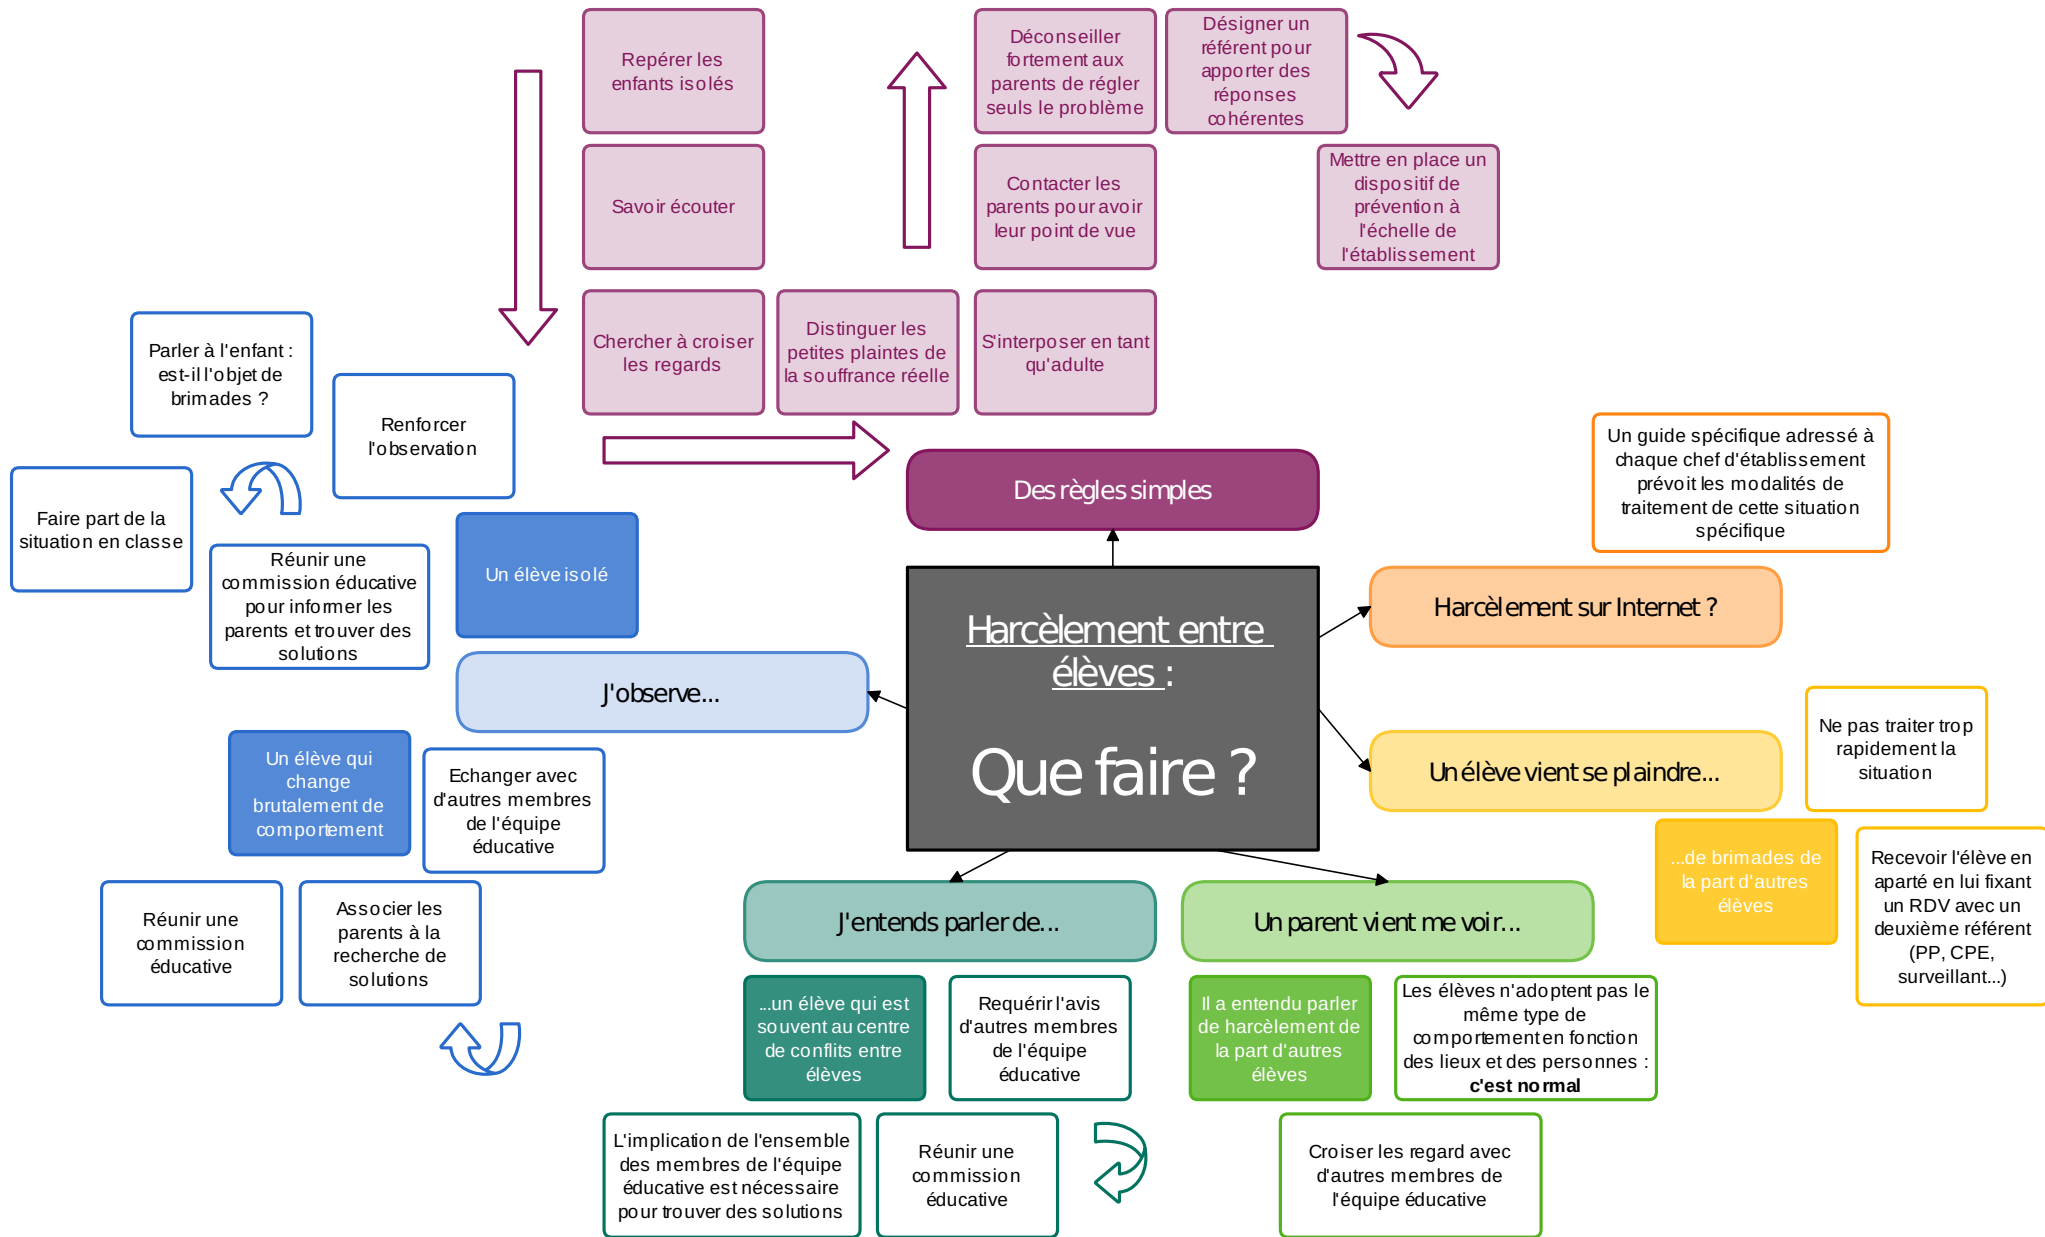 Repérer les
enfants isolés
Savoir écouter
Chercher à croiser
les regards
Distinguer les
petites plaintes de
la souffrance réelle
S'interposer en tant
qu'adulte
Contacter les
parents pour avoir
leur point de vue
Déconseiller
fortement aux
parents de régler
seuls le problème
Désigner un
référent pour
apporter des
réponses
cohérentes
Mettre en place un
dispositif de
prévention à
l'échelle de
l'établissement
Des règles simples
Harcèlement entre
élèves :
Que faire ?
Un guide spécifique adressé à
chaque chef d'établissement
prévoit les modalités de
traitement de cette situation
spécifique
Harcèlement sur Internet ?
Un élève vient se plaindre...
Ne pas traiter trop
rapidement la
situation
...de brimades de
la part d'autres
élèves
Recevoir l'élève en
aparté en lui fixant
un RDV avec un
deuxième référent
(PP, CPE,
surveillant...)
Un parent vient me voir...
Il a entendu parler
de harcèlement de
la part d'autres
élèves
Les élèves n'adoptent pas le
même type de
comportement en fonction
des lieux et des personnes :
c'est normal
Croiser les regard avec
d'autres membres de
l'équipe éducative
J'entends parler de...
...un élève qui est
souvent au centre
de conflits entre
élèves
Requérir l'avis
d'autres membres
de l'équipe
éducative
Réunir une
commission
éducative
L'implication de l'ensemble
des membres de l'équipe
éducative est nécessaire
pour trouver des solutions
J'observe...
Un élève isolé
Renforcer
l'observation
Parler à l'enfant :
est-il l'objet de
brimades ?
Faire part de la
situation en classe
Réunir une
commission éducative
pour informer les
parents et trouver des
solutions
Un élève qui
change
brutalement de
comportement
Echanger avec
d'autres membres
de l'équipe
éducative
Associer les
parents à la
recherche de
solutions
Réunir une
commission
éducative